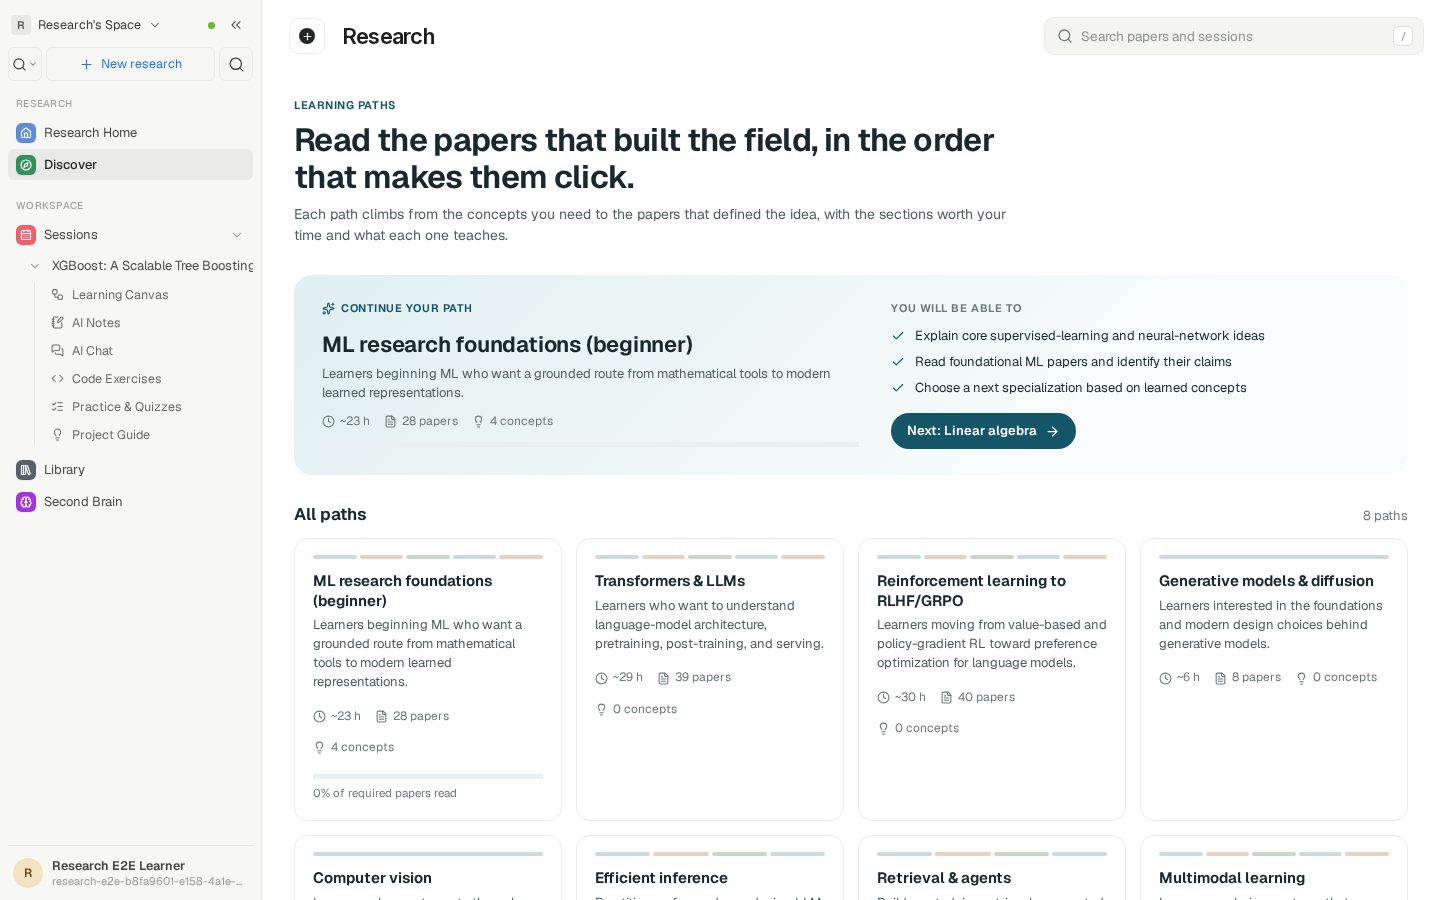 R Research's Space
New research
RESEARCH
Research Home
Discover
WORKSPACE
Sessions
XGBoost: A Scalable Tree Boosting
Learning Canvas
AI Notes
AI Chat
Code Exercises
Practice & Quizzes
Project Guide
Library
Second Brain
R
Research E2E Learner
research-e2e-b8fa9601-e158-4a1e-...
Research
Search papers and sessions /
LEARNING PATHS
Read the papers that built the field, in the order
that makes them click.
Each path climbs from the concepts you need to the papers that defined the idea, with the sections worth your
time and what each one teaches.
CONTINUE YOUR PATH
ML research foundations (beginner)
Learners beginning ML who want a grounded route from mathematical tools to modern
learned representations.
~23 h 28 papers 4 concepts
YOU WILL BE ABLE TO
Explain core supervised-learning and neural-network ideas
Read foundational ML papers and identify their claims
Choose a next specialization based on learned concepts
Next: Linear algebra
All paths
8 paths
ML research foundations
(beginner)
Learners beginning ML who want a
grounded route from mathematical
tools to modern learned
representations.
~23 h 28 papers
4 concepts
0% of required papers read
Transformers & LLMs
Learners who want to understand
language-model architecture,
pretraining, post-training, and serving.
~29 h 39 papers
0 concepts
Reinforcement learning to
RLHF/GRPO
Learners moving from value-based and
policy-gradient RL toward preference
optimization for language models.
~30 h 40 papers
0 concepts
Generative models & diffusion
Learners interested in the foundations
and modern design choices behind
generative models.
~6 h 8 papers 0 concepts
Computer vision
Efficient inference
Retrieval & agents
Multimodal learning